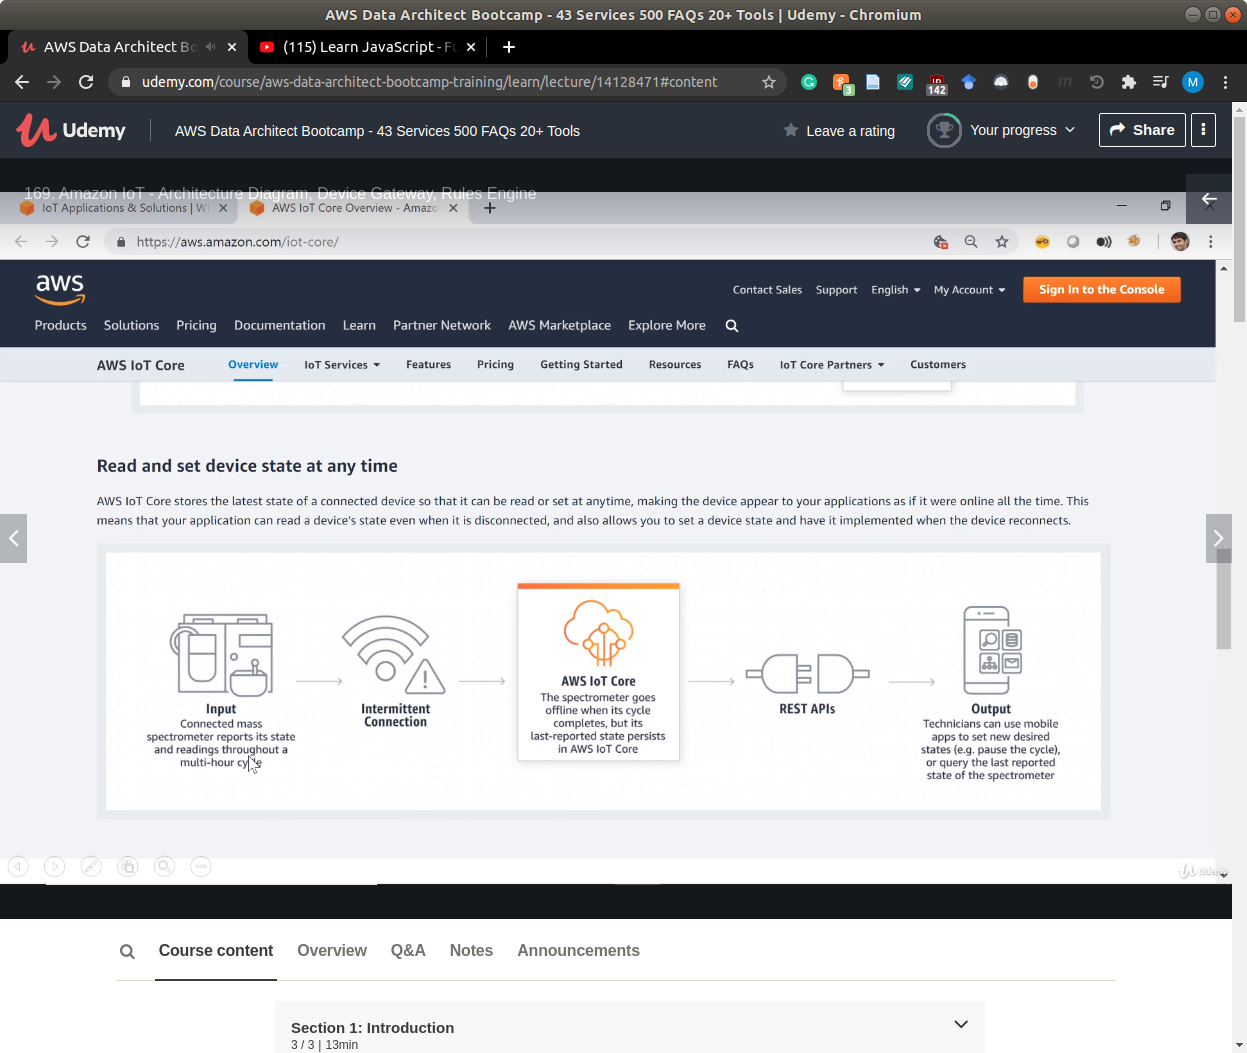 AWS Data Architect Bootcamp - 43 Services 500 FAQs 20+ Tools | Udemy - Chromium
AWS Data Architect Bo
(115) Learn JavaScript - Fu
udemy.com/course/aws-data-architect-bootcamp-training/learn/lecture/14128471#content
3
142
M
Udemy
AWS Data Architect Bootcamp - 43 Services 500 FAQs 20+ Tools
Leave a rating
Your progress
Share
169. Amazon IoT - Architecture Diagram, Device Gateway, Rules Engine
IoT Applications & Solutions | W
AWS IoT Core Overview - Amazo
https://aws.amazon.com/iot-core/
aws
Contact Sales Support English My Account Sign In to the Console
Products Solutions Pricing Documentation Learn Partner Network AWS Marketplace Explore More
AWS IoT Core Overview IoT Services Features Pricing Getting Started Resources FAQs IoT Core Partners Customers
Read and set device state at any time
AWS IoT Core stores the latest state of a connected device so that it can be read or set at anytime, making the device appear to your applications as if it were online all the time. This
means that your application can read a device's state even when it is disconnected, and also allows you to set a device state and have it implemented when the device reconnects.
Input
Connected mass
spectrometer reports its state
and readings throughout a
multi-hour cycle
Intermittent
Connection
AWS IoT Core
The spectrometer goes
offline when its cycle
completes, but its
last-reported state persists
in AWS IoT Core
REST APIs
Output
Technicians can use mobile
apps to set new desired
states (e.g. pause the cycle),
or query the last reported
state of the spectrometer
Udemy
Course content Overview Q&A Notes Announcements
Section 1: Introduction
3 / 3 | 13min